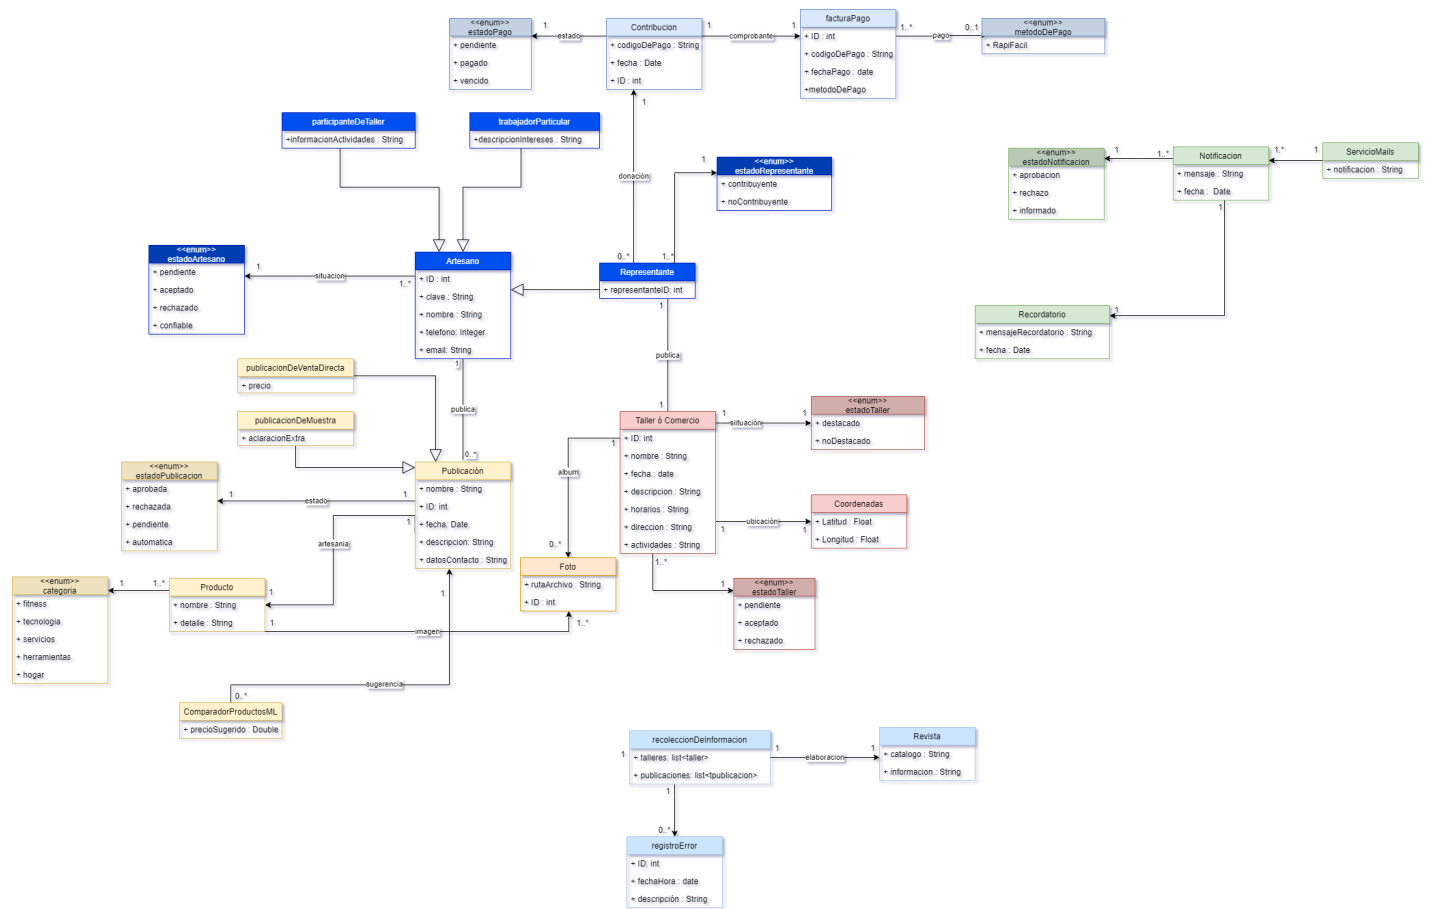 <<enum>>
estadoPago
+ pendiente
+ pagado
+ vencido
1
estado
1
Contribucion
+ codigoDePago : String
+ fecha : Date
+ ID : int
1
comprobante
1
facturaPago
+ ID : int
+ codigoDePago : String
+ fechaPago : date
+metodoDePago
1..*
pago
0..1
<<enum>>
metodoDePago
+ RapiFacil
1
donación
0..*
participanteDeTaller
+informacionActividades : String
trabajadorParticular
+descripcionIntereses : String
1
<<enum>>
estadoRepresentante
+ contribuyente
+ noContribuyente
1..*
<<enum>>
estadoNotificacion
+ aprobacion
+ rechazo
+ informado
1
1..*
Notificacion
+ mensaje : String
+ fecha : Date
1
1..*
1
ServicioMails
+ notificacion : String
<<enum>>
estadoArtesano
+ pendiente
+ aceptado
+ rechazado
+ confiable
1
situacion
1..*
Artesano
+ ID : int
+ clave : String
+ nombre : String
+ telefono: Integer
+ email: String
Representante
+ representanteID: int
1
publica
1
1
Recordatorio
+ mensajeRecordatorio : String
+ fecha : Date
publicacionDeVentaDirecta
+ precio
1
publica
0..*
publicacionDeMuestra
+ aclaracionExtra
Taller ó Comercio
+ ID: int
+ nombre : String
+ fecha : date
+ descripcion : String
+ horarios : String
+ direccion : String
+ actividades : String
1
siituación
1
<<enum>>
estadoTaller
+ destacado
+ noDestacado
1
album
0..*
<<enum>>
estadoPublicacion
+ aprobada
+ rechazada
+ pendiente
+ automatica
1
estado
1
Publicación
+ nombre : String
+ ID: int
+ fecha: Date
+ descripcion: String
+ datosContacto : String
1
artesania
1
1
ubicación
1
Coordenadas
+ Latitud : Float
+ Longitud : Float
<<enum>>
categoria
+ fitness
+ tecnologia
+ servicios
+ herramientas
+ hogar
1
1..*
Producto
+ nombre : String
+ detalle : String
1
imagen
1..*
Foto
+ rutaArchivo : String
+ ID : int
1..*
1
<<enum>>
estadoTaller
+ pendiente
+ aceptado
+ rechazado
1
sugerencia
0..*
ComparadorProductosML
+ precioSugerido : Double
1
recoleccionDeInformacion
+ talleres: list<taller>
+ publicaciones: list<tpublicacion>
1
elaboracion
1
Revista
+ catalogo : String
+ informacion : String
1
0..*
registroError
+ ID: int
+ fechaHora : date
+ descripción : String